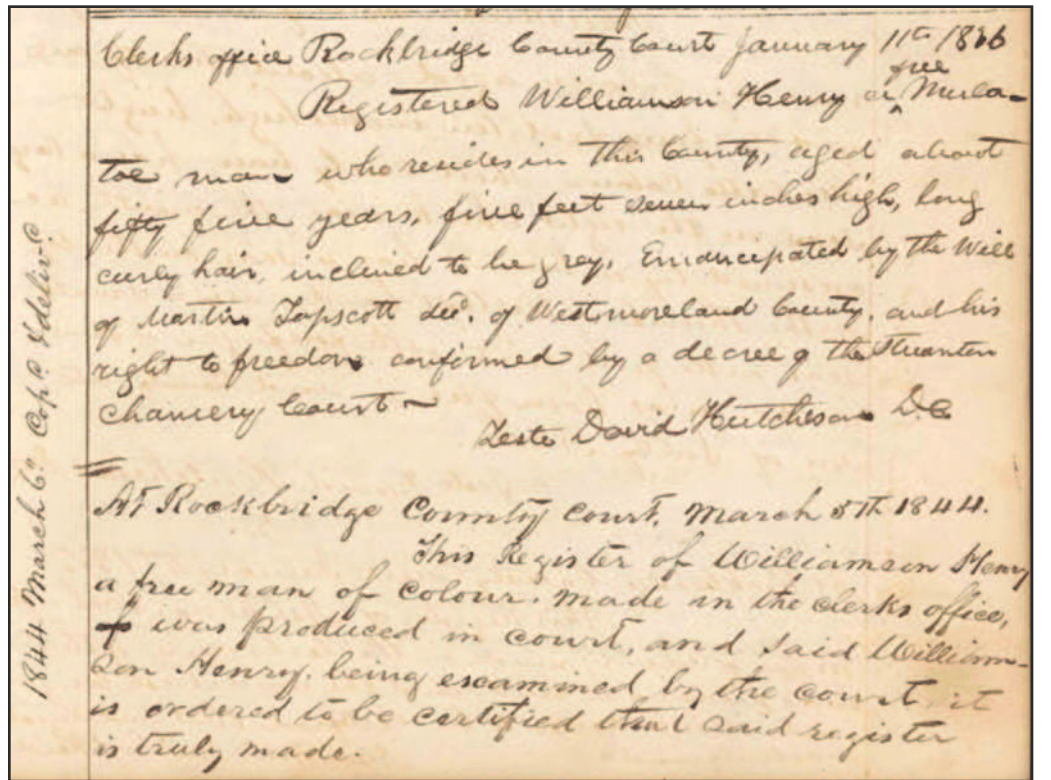 Clerks office Rockbridge County Court January 11th
free
Registered Williamson Henry a ^ Mula-
toe man who resides in this County, aged about
fifty five years, five feet seven inches high, long
curly hair, inclined to be grey, Emancipated by the Will
of Martin Tapscott Decd. of Westmoreland County, and his
right to freedom confirmed by a decree of the Staunton
Chancery Court ~
Teste David Hutcheson D.C
At Rockbridge County Court, March 5th 1844.
This Register of Williamson Henry
a free man of Colour, made in the clerks office,
was produced in court, and said William-
son Henry, being examined by the court, it
is ordered to be certified that said register
is truly made.
1844 March Co. Copd. & delivd.